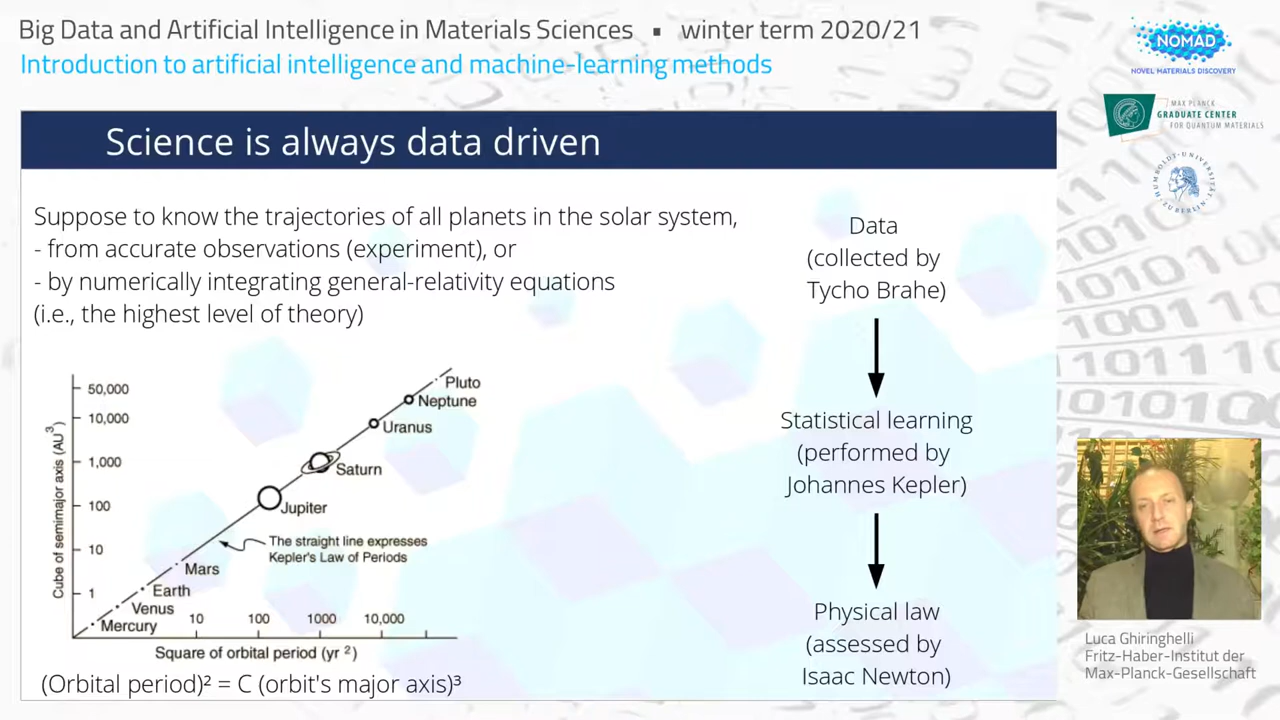 Big Data and Artificial Intelligence in Materials Sciences ▪ winter term 2020/21
Introduction to artificial intelligence and machine-learning methods
NOMAD
NOVEL MATERIALS DISCOVERY
MAX PLANCK
GRADUATE CENTER
FOR QUANTUM MATERIALS
HUMBOLDT-UNIVERSITÄT
ZU BERLIN
Science is always data driven
Suppose to know the trajectories of all planets in the solar system,
- from accurate observations (experiment), or
- by numerically integrating general-relativity equations
(i.e., the highest level of theory)
Cube of semimajor axis (AU³)
50,000
10,000
1,000
100
10
1
Pluto
Neptune
Uranus
Saturn
Jupiter
The straight line expresses
Kepler's Law of Periods
Mars
Earth
Venus
Mercury
10 100 1000 10,000
Square of orbital period (yr ²)
(Orbital period)² = C (orbit's major axis)³
Data
(collected by
Tycho Brahe)
Statistical learning
(performed by
Johannes Kepler)
Physical law
(assessed by
Isaac Newton)
Luca Ghiringhelli
Fritz-Haber-Institut der
Max-Planck-Gesellschaft